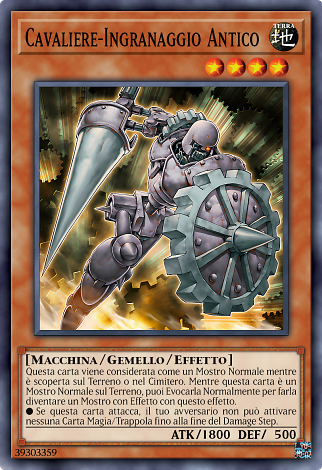 CAVALIERE-INGRANAGGIO ANTICO
TERRA
地
[MACCHINA/GEMELLO/EFFETTO]
Questa carta viene considerata come un Mostro Normale mentre
è scoperta sul Terreno o nel Cimitero. Mentre questa carta è un
Mostro Normale sul Terreno, puoi Evocarla Normalmente per farla
diventare un Mostro con Effetto con questo effetto.
● Se questa carta attacca, il tuo avversario non può attivare
nessuna Carta Magia/Trappola fino alla fine del Damage Step.
ATK/1800 DEF/ 500
39303359